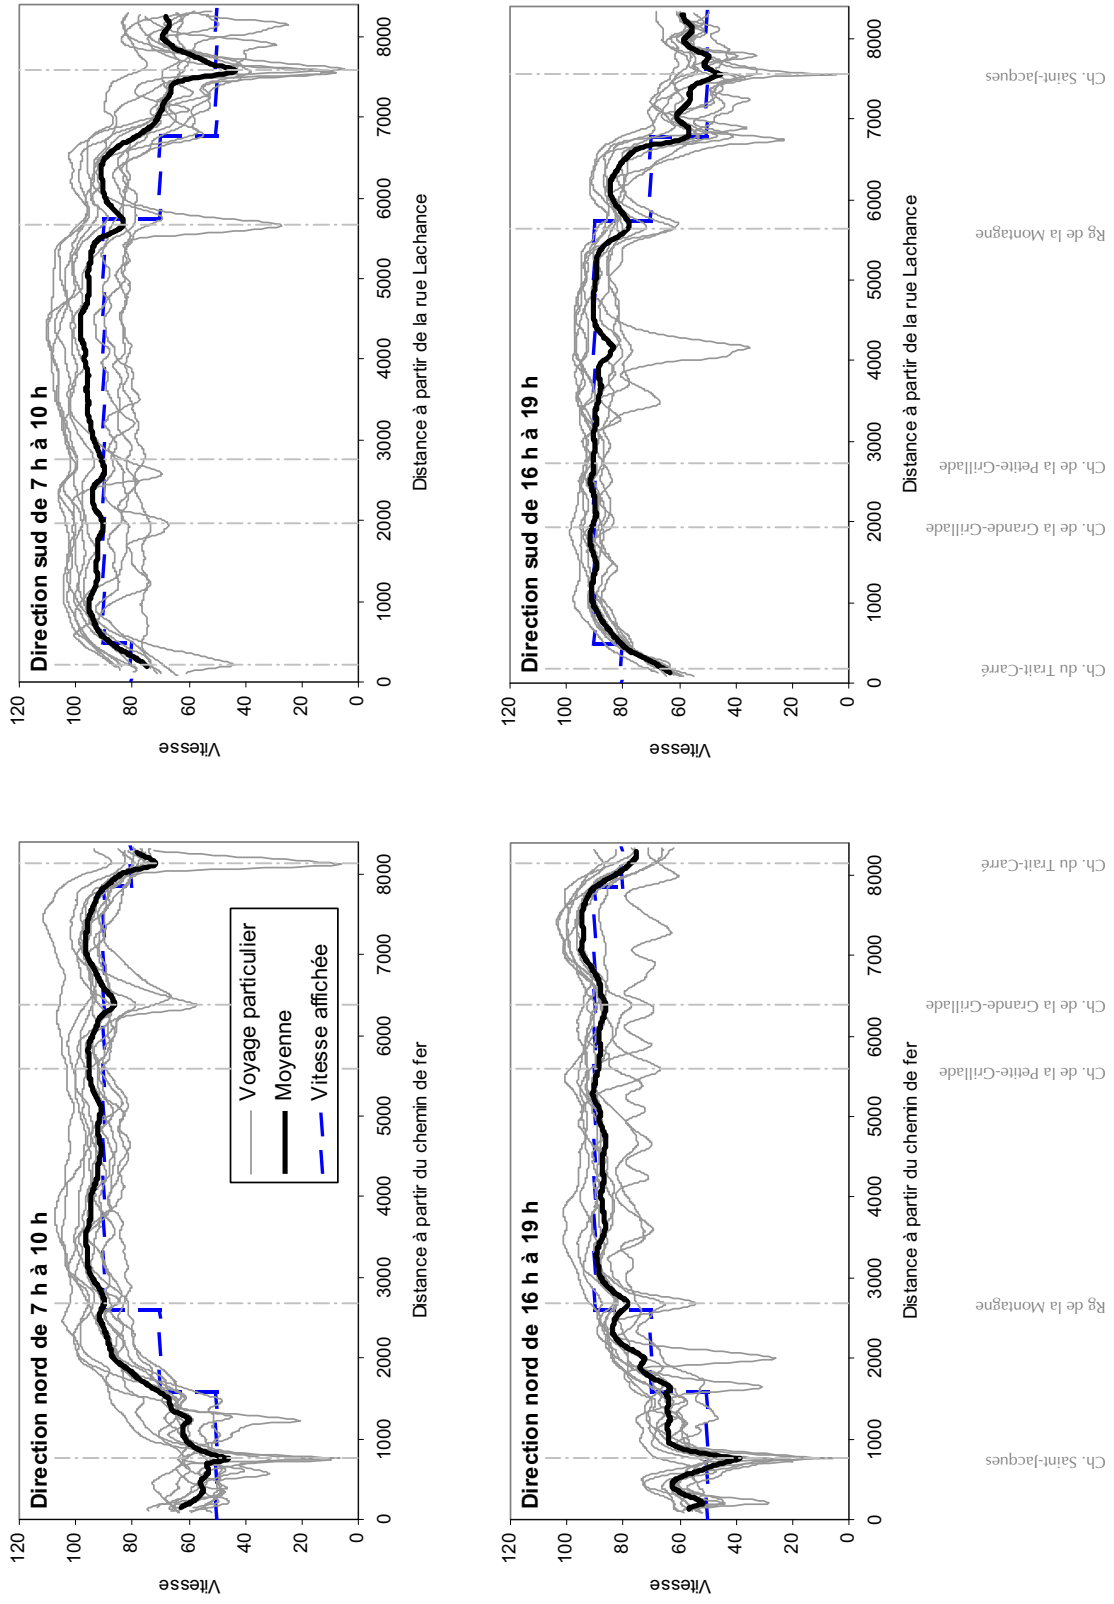 Direction nord de 7 h à 10 h
Vitesse
120
100
80
60
40
20
0
0
1000
2000
3000
4000
5000
6000
7000
8000
Distance à partir du chemin de fer
Voyage particulier
Moyenne
Vitesse affichée
Direction sud de 7 h à 10 h
Vitesse
120
100
80
60
40
20
0
0
1000
2000
3000
4000
5000
6000
7000
8000
Distance à partir de la rue Lachance
Direction nord de 16 h à 19 h
Vitesse
120
100
80
60
40
20
0
0
1000
2000
3000
4000
5000
6000
7000
8000
Distance à partir du chemin de fer
Direction sud de 16 h à 19 h
Vitesse
120
100
80
60
40
20
0
0
1000
2000
3000
4000
5000
6000
7000
8000
Distance à partir de la rue Lachance
Ch. Saint-Jacques
Rg de la Montagne
Ch. de la Petite-Grillade
Ch. de la Grande-Grillade
Ch. du Trait-Carré
Ch. du Trait-Carré
Ch. de la Grande-Grillade
Ch. de la Petite-Grillade
Rg de la Montagne
Ch. Saint-Jacques